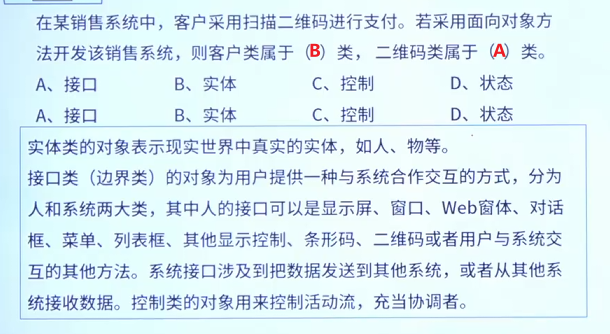 在某销售系统中，客户采用扫描二维码进行支付。若采用面向对象方
法开发该销售系统，则客户类属于（B）类， 二维码类属于（A）类。
A、接口 B、实体 C、控制 D、状态
A、接口 B、实体 C、控制 D、状态
实体类的对象表示现实世界中真实的实体，如人、物等。
接口类（边界类）的对象为用户提供一种与系统合作交互的方式，分为
人和系统两大类，其中人的接口可以是显示屏、窗口、Web窗体、对话
框、菜单、列表框、其他显示控制、条形码、二维码或者用户与系统交
互的其他方法。系统接口涉及到把数据发送到其他系统，或者从其他系
统接收数据。控制类的对象用来控制活动流，充当协调者。